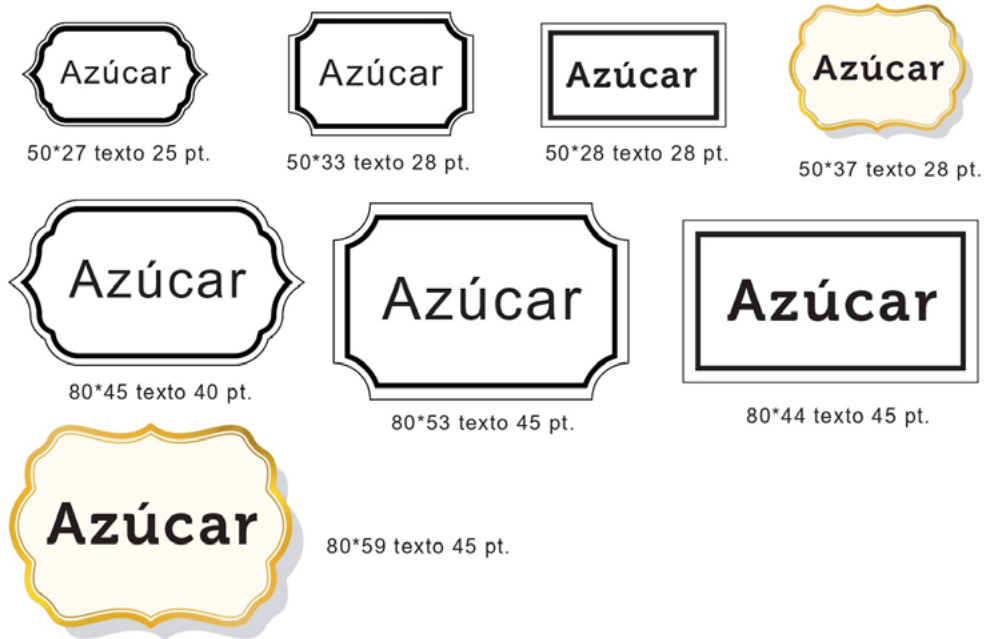 Azúcar
50*27 texto 25 pt.
Azúcar
50*33 texto 28 pt.
Azúcar
50*28 texto 28 pt.
Azúcar
50*37 texto 28 pt.
Azúcar
80*45 texto 40 pt.
Azúcar
80*53 texto 45 pt.
Azúcar
80*44 texto 45 pt.
Azúcar
80*59 texto 45 pt.